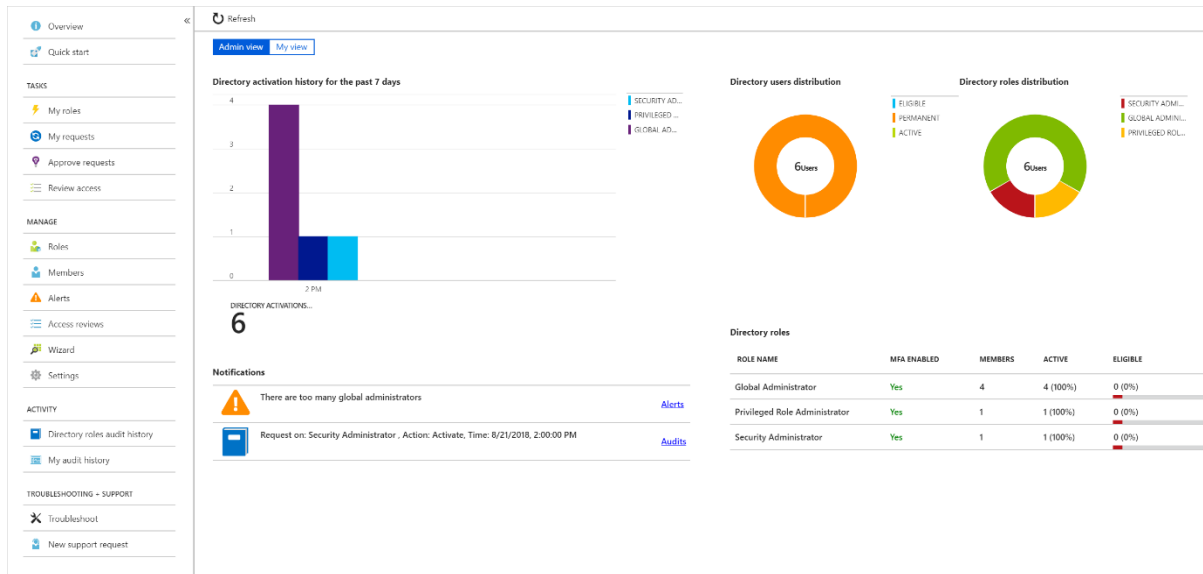 Overview
«
Quick start
TASKS
My roles
My requests
Approve requests
Review access
MANAGE
Roles
Members
Alerts
Access reviews
Wizard
Settings
ACTIVITY
Directory roles audit history
My audit history
TROUBLESHOOTING + SUPPORT
Troubleshoot
New support request
Refresh
Admin view My view
Directory activation history for the past 7 days
4
3
2
1
0
2 PM
SECURITY AD...
PRIVILEGED ...
GLOBAL AD...
DIRECTORY ACTIVATIONS...
6
Directory users distribution
6Users
ELIGIBLE
PERMANENT
ACTIVE
Directory roles distribution
6Users
SECURITY ADMI...
GLOBAL ADMINI...
PRIVILEGED ROL...
Notifications
There are too many global administrators Alerts
Request on: Security Administrator , Action: Activate, Time: 8/21/2018, 2:00:00 PM Audits
Directory roles
ROLE NAME MFA ENABLED MEMBERS ACTIVE ELIGIBLE
Global Administrator Yes 4 4 (100%) 0 (0%)
Privileged Role Administrator Yes 1 1 (100%) 0 (0%)
Security Administrator Yes 1 1 (100%) 0 (0%)